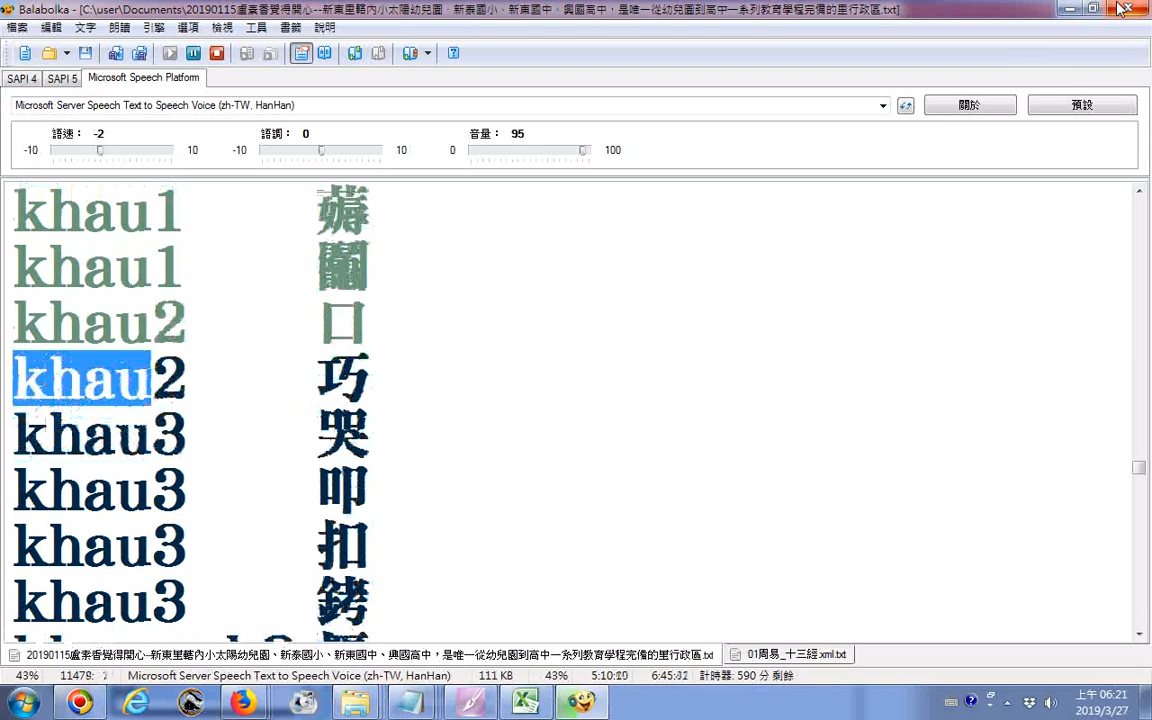 Balabolka - [C:\user\Documents\20190115盧素香覺得開心--新東里轄內小太陽幼兒園、新泰國小、新東國中、興國高中，是唯一從幼兒園到高中一系列教育學程完備的里行政區.txt]
檔案 編輯 文字 朗讀 引擎 選項 檢視 工具 書籤 說明
SAPI 4 SAPI 5 Microsoft Speech Platform
Microsoft Server Speech Text to Speech Voice (zh-TW, HanHan) 關於 預設
語速： -2 語調： 0 音量： 95
-10 10 -10 10 0 100
khau1 薅
khau1 鬮
khau2 口
khau2 巧
khau3 哭
khau3 叩
khau3 扣
khau3 銬
20190115盧素香覺得開心--新東里轄內小太陽幼兒園、新泰國小、新東國中、興國高中，是唯一從幼兒園到高中一系列教育學程完備的里行政區.txt 01周易_十三經.xml.txt
43% 11478: Microsoft Server Speech Text to Speech Voice (zh-TW, HanHan) 111 KB 43% 計時器: 590 分 剩餘
上午 06:21
2019/3/27